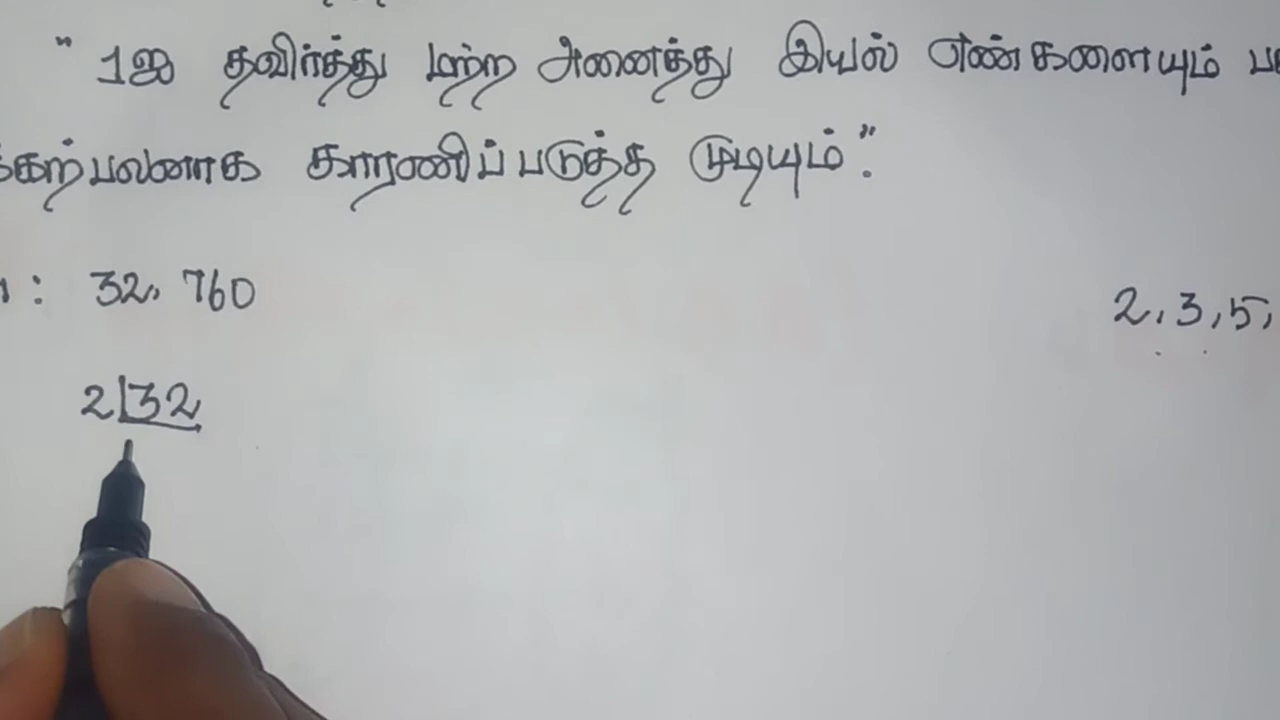 " 1ஐ தவிர்த்து மற்ற அனைத்து இயல் எண்களையும்
காரணிப்படுத்த முடியும்".
: 32, 760
2, 3, 5,
2 32